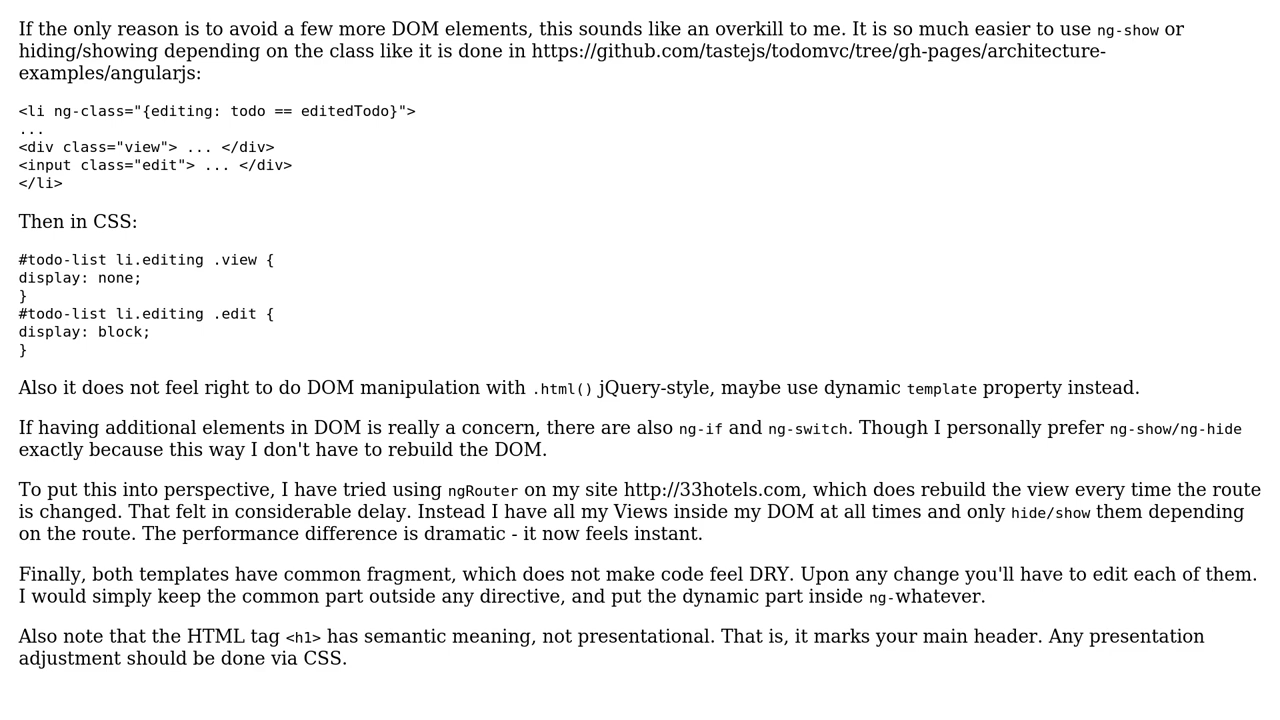 If the only reason is to avoid a few more DOM elements, this sounds like an overkill to me. It is so much easier to use ng-show or
hiding/showing depending on the class like it is done in https://github.com/tastejs/todomvc/tree/gh-pages/architecture-
examples/angularjs:
<li ng-class="{editing: todo == editedTodo}">
...
<div class="view"> ... </div>
<input class="edit"> ... </div>
</li>
Then in CSS:
#todo-list li.editing .view {
display: none;
}
#todo-list li.editing .edit {
display: block;
}
Also it does not feel right to do DOM manipulation with .html() jQuery-style, maybe use dynamic template property instead.
If having additional elements in DOM is really a concern, there are also ng-if and ng-switch. Though I personally prefer ng-show/ng-hide
exactly because this way I don't have to rebuild the DOM.
To put this into perspective, I have tried using ngRouter on my site http://33hotels.com, which does rebuild the view every time the route
is changed. That felt in considerable delay. Instead I have all my Views inside my DOM at all times and only hide/show them depending
on the route. The performance difference is dramatic - it now feels instant.
Finally, both templates have common fragment, which does not make code feel DRY. Upon any change you'll have to edit each of them.
I would simply keep the common part outside any directive, and put the dynamic part inside ng-whatever.
Also note that the HTML tag <h1> has semantic meaning, not presentational. That is, it marks your main header. Any presentation
adjustment should be done via CSS.